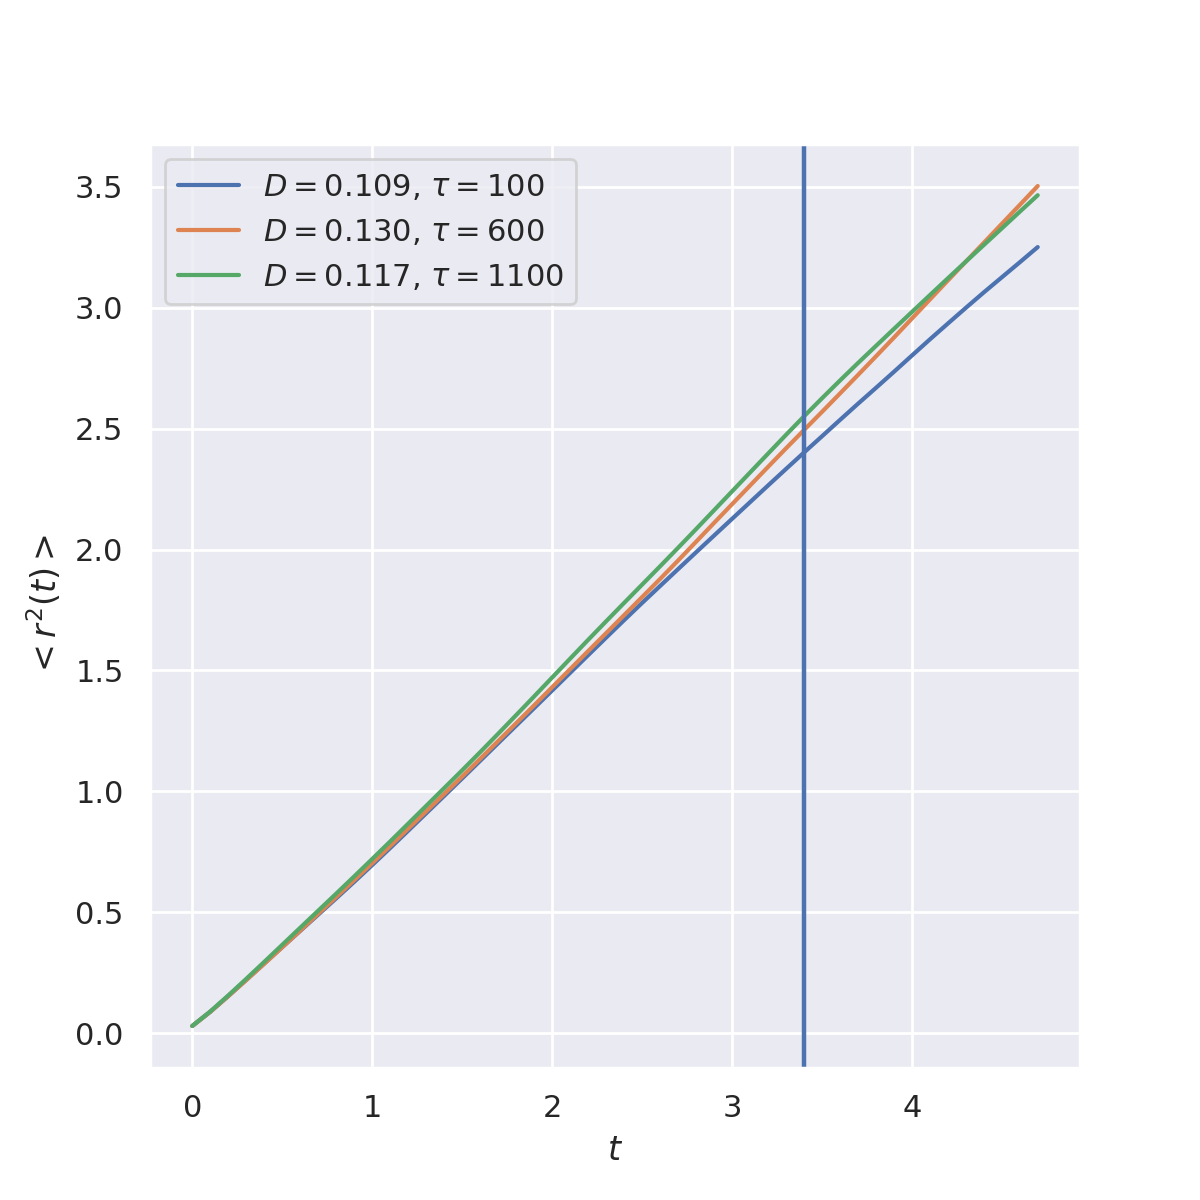 D = 0.109, τ = 100
D = 0.130, τ = 600
D = 0.117, τ = 1100
3.5
3.0
2.5
2.0
1.5
1.0
0.5
0.0
< r²(t) >
0 1 2 3 4
t